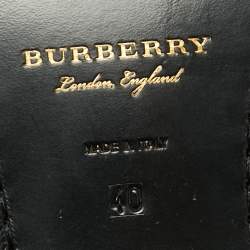 BURBERRY
London, England
MADE IN ITALY
40